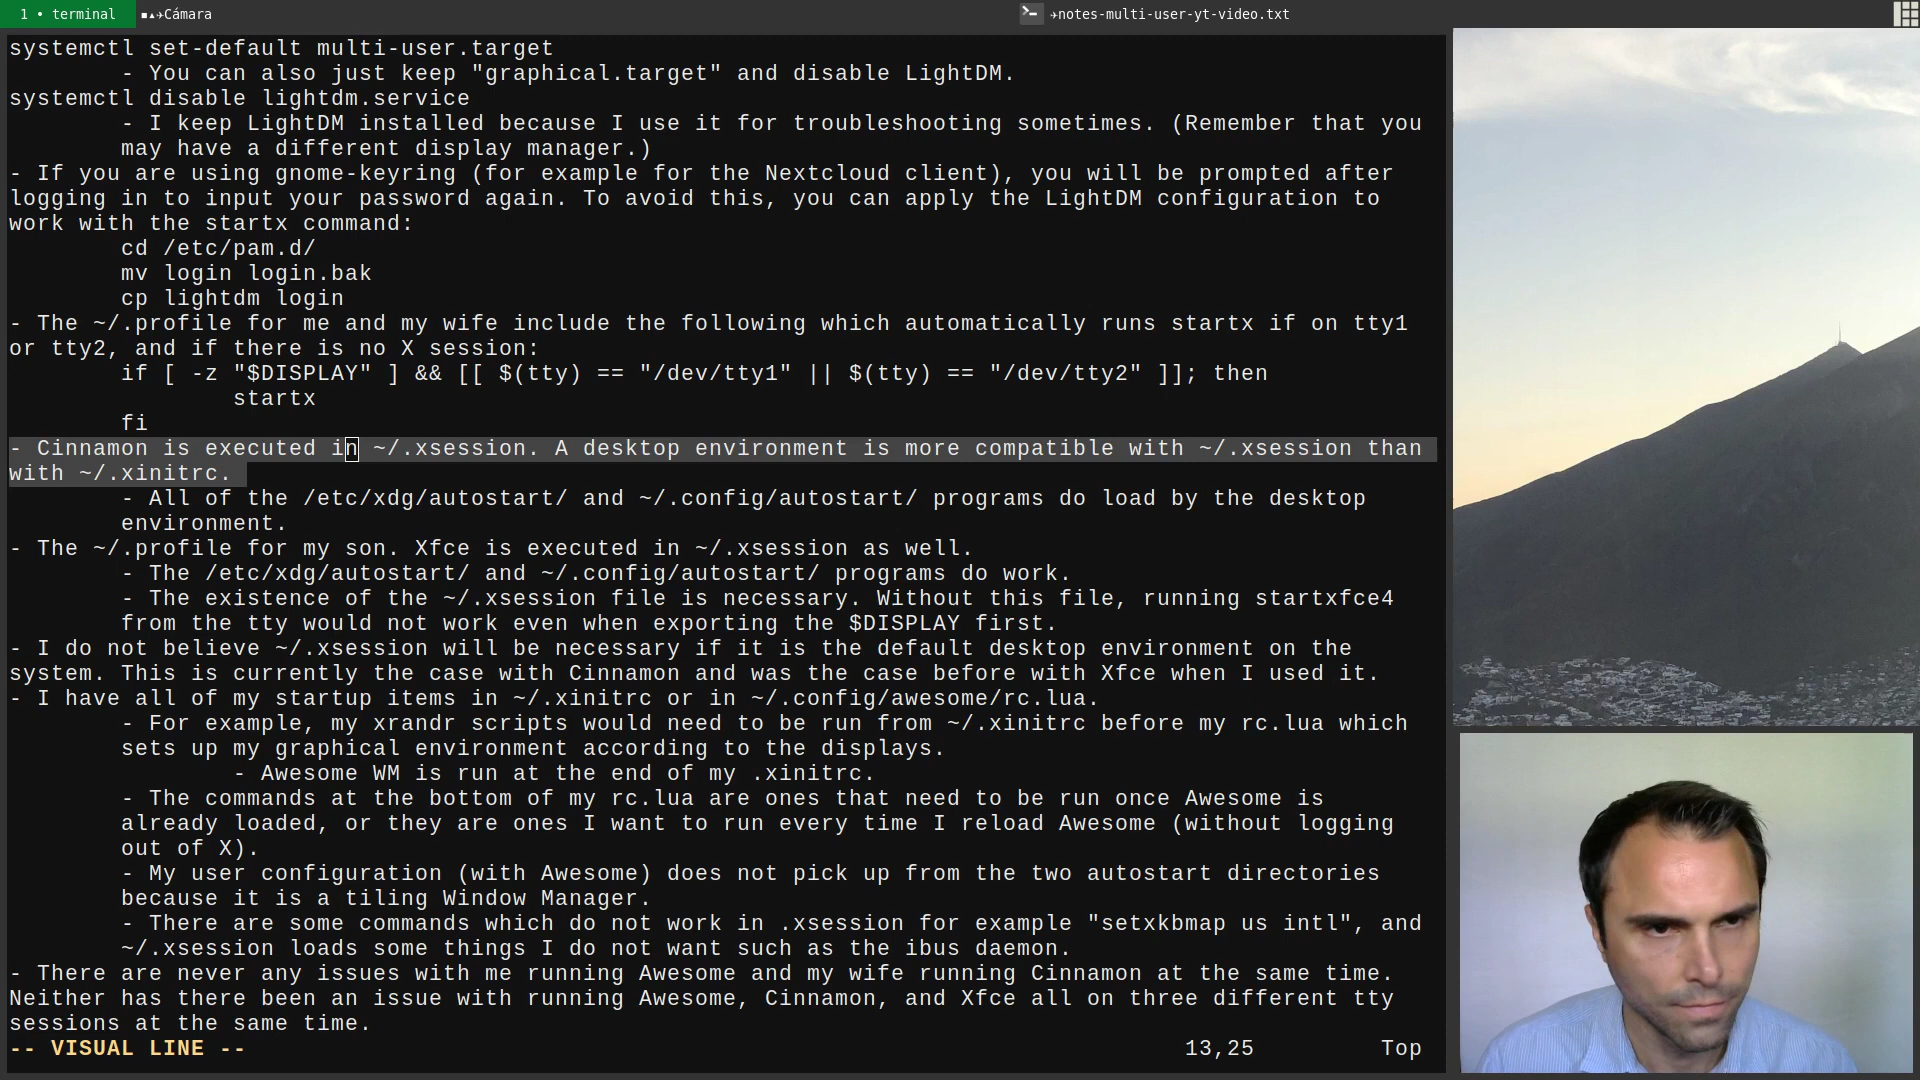 1 • terminal
Cámara
notes-multi-user-yt-video.txt
systemctl set-default multi-user.target
- You can also just keep "graphical.target" and disable LightDM.
systemctl disable lightdm.service
- I keep LightDM installed because I use it for troubleshooting sometimes. (Remember that you
may have a different display manager.)
- If you are using gnome-keyring (for example for the Nextcloud client), you will be prompted after
logging in to input your password again. To avoid this, you can apply the LightDM configuration to
work with the startx command:
cd /etc/pam.d/
mv login login.bak
cp lightdm login
- The ~/.profile for me and my wife include the following which automatically runs startx if on tty1
or tty2, and if there is no X session:
if [ -z "$DISPLAY" ] && [[ $(tty) == "/dev/tty1" || $(tty) == "/dev/tty2" ]]; then
startx
fi
- Cinnamon is executed in ~/.xsession. A desktop environment is more compatible with ~/.xsession than
with ~/.xinitrc.
- All of the /etc/xdg/autostart/ and ~/.config/autostart/ programs do load by the desktop
environment.
- The ~/.profile for my son. Xfce is executed in ~/.xsession as well.
- The /etc/xdg/autostart/ and ~/.config/autostart/ programs do work.
- The existence of the ~/.xsession file is necessary. Without this file, running startxfce4
from the tty would not work even when exporting the $DISPLAY first.
- I do not believe ~/.xsession will be necessary if it is the default desktop environment on the
system. This is currently the case with Cinnamon and was the case before with Xfce when I used it.
- I have all of my startup items in ~/.xinitrc or in ~/.config/awesome/rc.lua.
- For example, my xrandr scripts would need to be run from ~/.xinitrc before my rc.lua which
sets up my graphical environment according to the displays.
- Awesome WM is run at the end of my .xinitrc.
- The commands at the bottom of my rc.lua are ones that need to be run once Awesome is
already loaded, or they are ones I want to run every time I reload Awesome (without logging
out of X).
- My user configuration (with Awesome) does not pick up from the two autostart directories
because it is a tiling Window Manager.
- There are some commands which do not work in .xsession for example "setxkbmap us intl", and
~/.xsession loads some things I do not want such as the ibus daemon.
- There are never any issues with me running Awesome and my wife running Cinnamon at the same time.
Neither has there been an issue with running Awesome, Cinnamon, and Xfce all on three different tty
sessions at the same time.
-- VISUAL LINE -- 13,25 Top